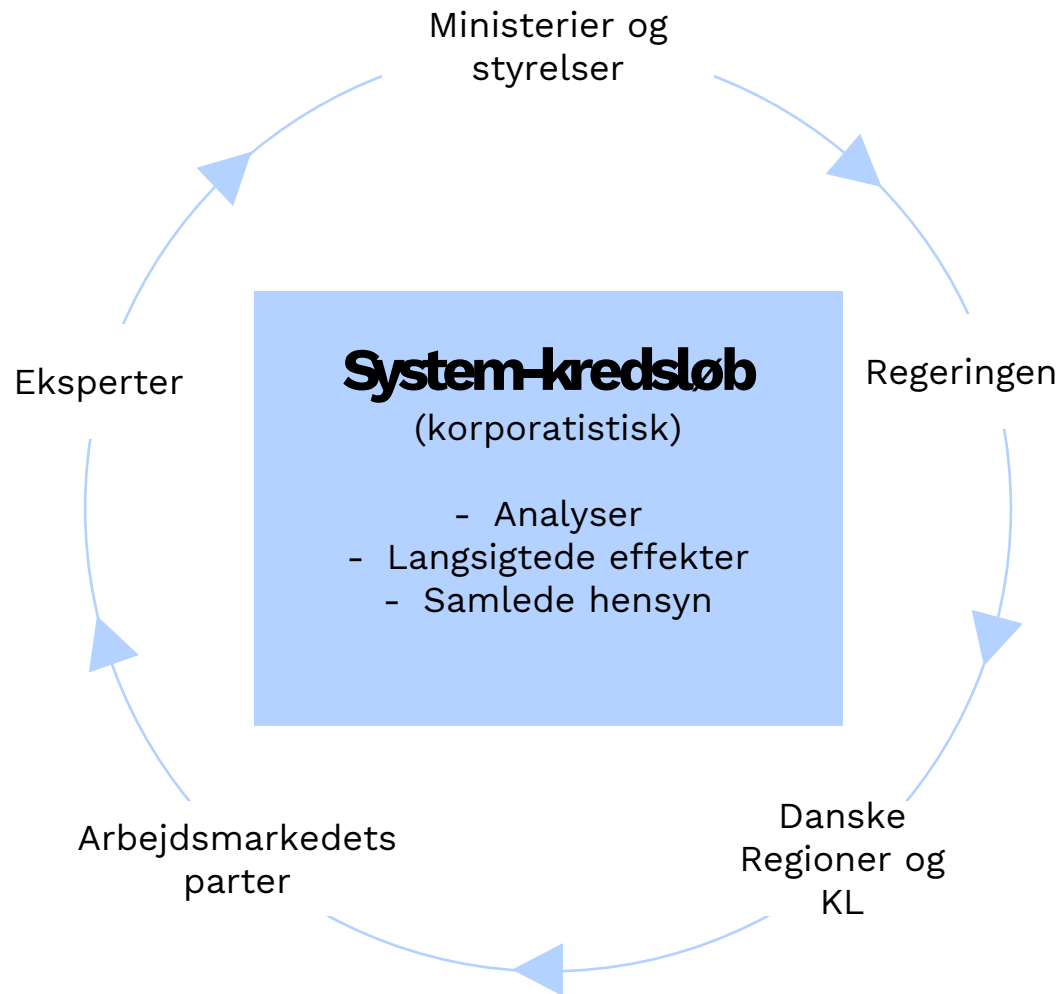 Ministerier og
styrelser
Eksperter
Regeringen
System-kredsløb
(korporatistisk)
- Analyser
- Langsigtede effekter
- Samlede hensyn
Arbejdsmarkedets
parter
Danske
Regioner og
KL